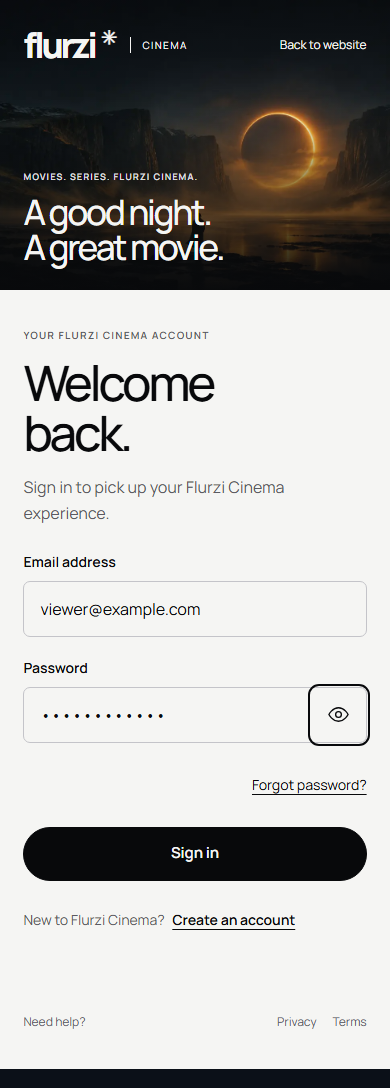 flurzi * CINEMA Back to website
MOVIES. SERIES. FLURZI CINEMA.
A good night.
A great movie.
YOUR FLURZI CINEMA ACCOUNT
Welcome
back.
Sign in to pick up your Flurzi Cinema
experience.
Email address
viewer@example.com
Password
••••••••••••
Forgot password?
Sign in
New to Flurzi Cinema? Create an account
Need help? Privacy Terms